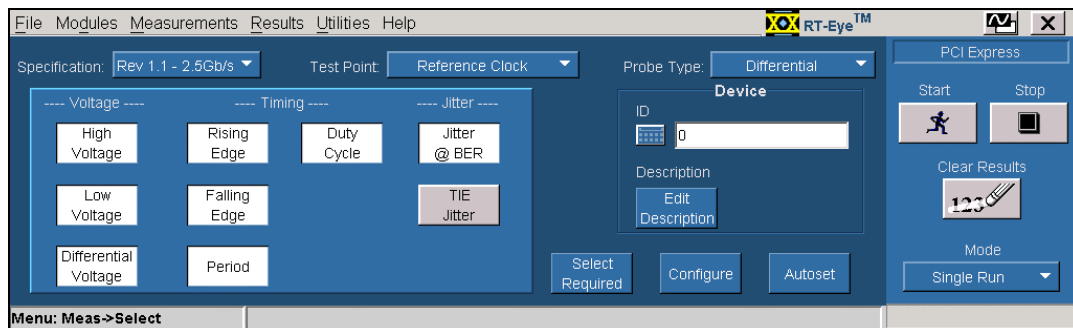 File Modules Measurements Results Utilities Help
RT-Eye™
X
Specification: Rev 1.1 - 2.5Gb/s
Test Point: Reference Clock
Probe Type: Differential
PCI Express
---- Voltage ----
---- Timing ----
---- Jitter ----
High
Voltage
Rising
Edge
Duty
Cycle
Jitter
@ BER
Low
Voltage
Falling
Edge
TIE
Jitter
Differential
Voltage
Period
Device
ID
0
Description
Edit
Description
Select
Required
Configure
Autoset
Start
Stop
Clear Results
123
Mode
Single Run
Menu: Meas->Select